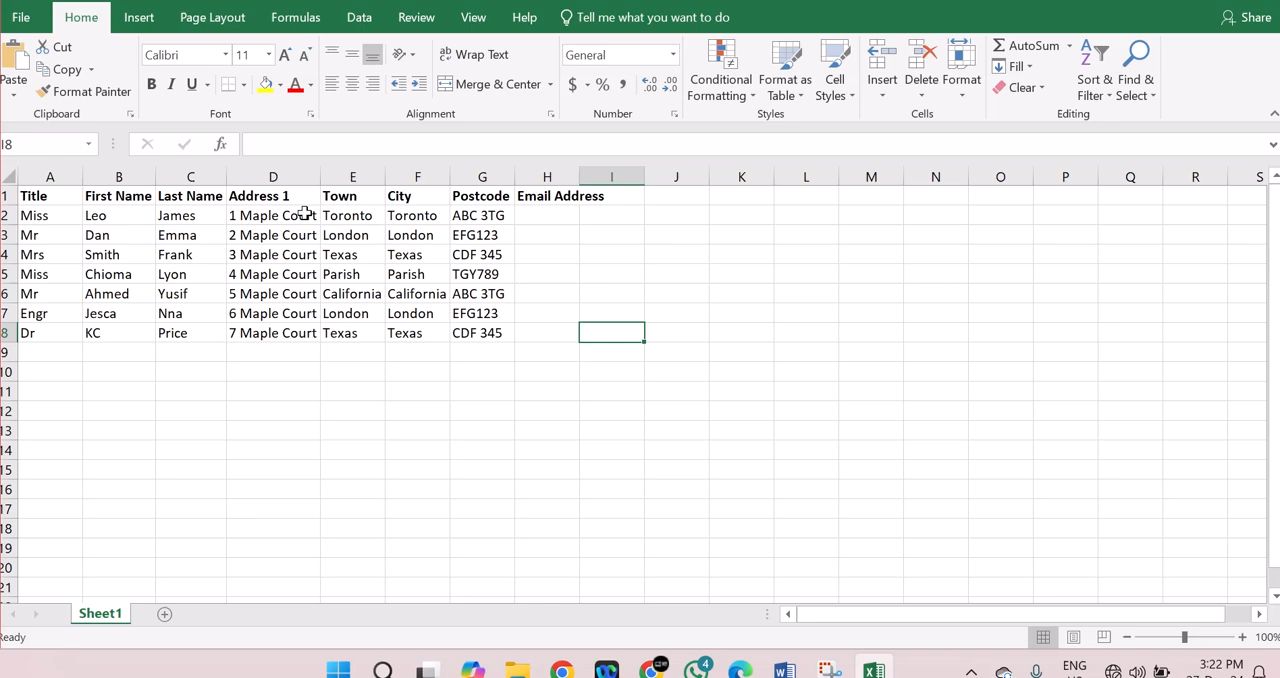 File Home Insert Page Layout Formulas Data Review View Help Tell me what you want to do Share
Cut
Copy
Format Painter
Paste
Clipboard
Calibri 11
B I U
Font
Wrap Text
Merge & Center
Alignment
General
$ % ,
Number
Conditional Formatting
Format as Table
Cell Styles
Styles
Insert Delete Format
Cells
AutoSum
Fill
Clear
Sort & Filter
Find & Select
Editing
I8 fx
A B C D E F G H I J K L M N O P Q R S
1 Title First Name Last Name Address 1 Town City Postcode Email Address
2 Miss Leo James 1 Maple Court Toronto Toronto ABC 3TG
3 Mr Dan Emma 2 Maple Court London London EFG123
4 Mrs Smith Frank 3 Maple Court Texas Texas CDF 345
5 Miss Chioma Lyon 4 Maple Court Parish Parish TGY789
6 Mr Ahmed Yusif 5 Maple Court California California ABC 3TG
7 Engr Jesca Nna 6 Maple Court London London EFG123
8 Dr KC Price 7 Maple Court Texas Texas CDF 345
9
10
11
12
13
14
15
16
17
18
19
20
21
Sheet1
Ready 100%
4 ENG 3:22 PM